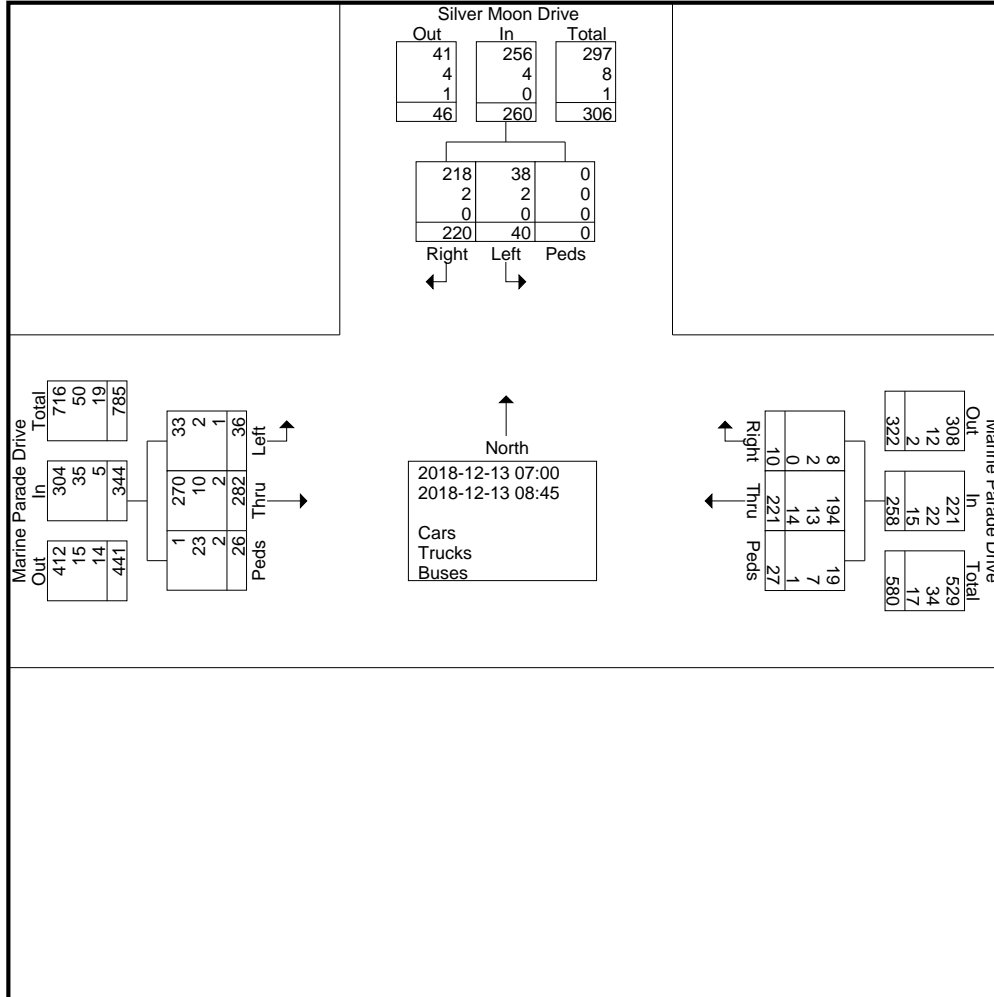 Silver Moon Drive
Out In Total
41 256 297
4 4 8
1 0 1
46 260 306
218 38 0
2 2 0
0 0 0
220 40 0
Right Left Peds
Marine Parade Drive
Total In Out
716 304 412
50 35 15
19 5 14
785 344 441
33 270 1
2 10 23
1 2 2
36 282 26
Left Thru Peds
North
2018-12-13 07:00
2018-12-13 08:45
Cars
Trucks
Buses
Right Thru Peds
10 221 27
0 14 1
2 13 7
8 194 19
Marine Parade Drive
Out In Total
308 221 529
12 22 34
2 15 17
322 258 580